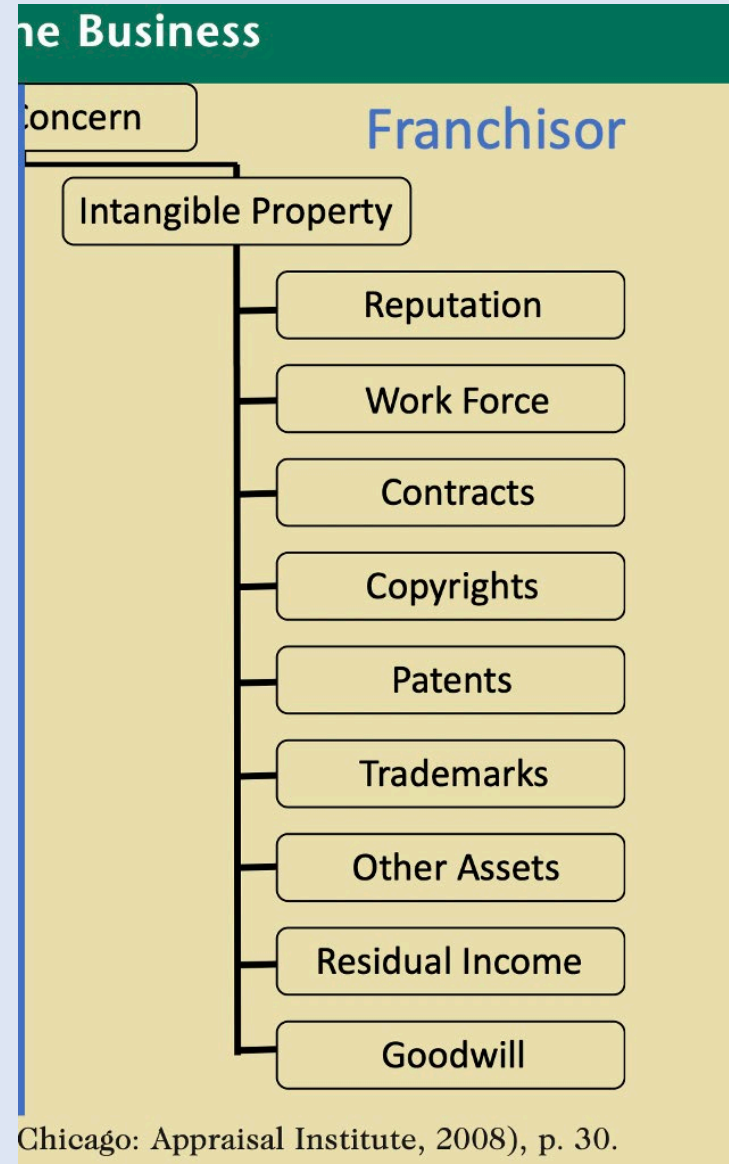 ne Business
Concern
Franchisor
Intangible Property
Reputation
Work Force
Contracts
Copyrights
Patents
Trademarks
Other Assets
Residual Income
Goodwill
Chicago: Appraisal Institute, 2008), p. 30.